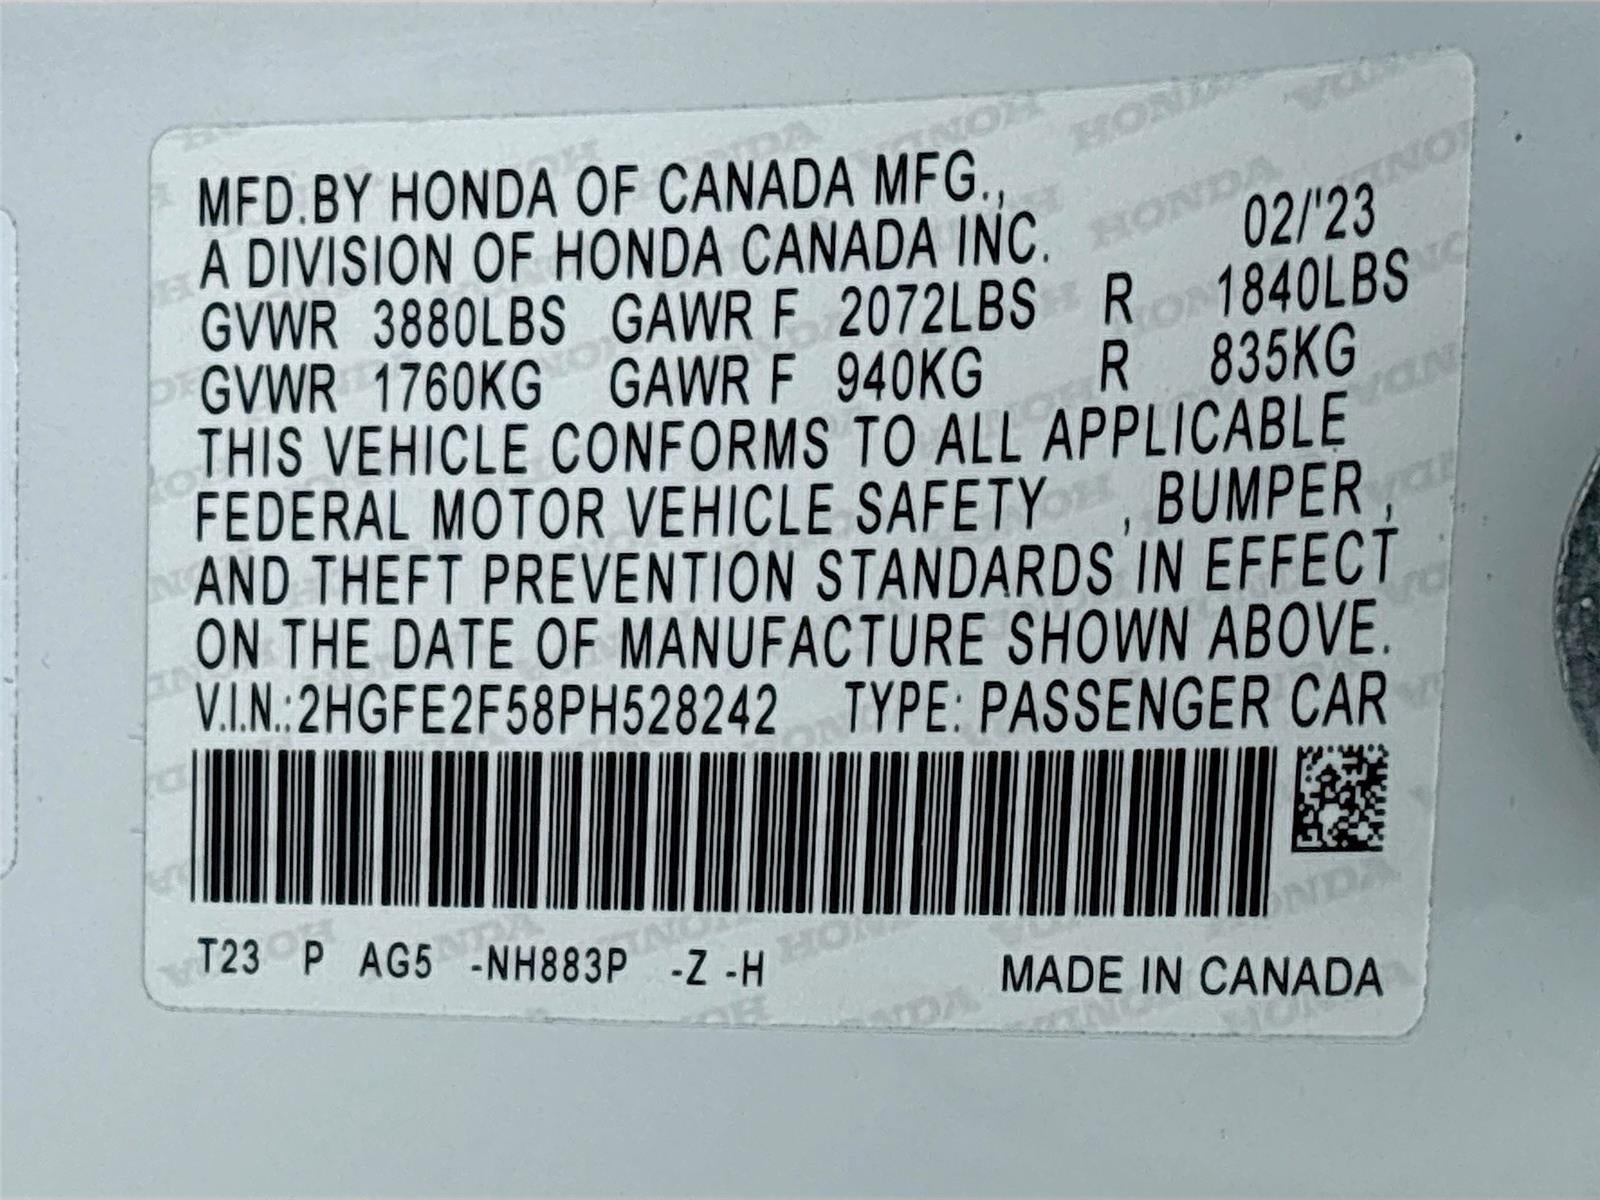 MFD.BY HONDA OF CANADA MFG.,
A DIVISION OF HONDA CANADA INC. 02/'23
GVWR 3880LBS GAWR F 2072LBS R 1840LBS
GVWR 1760KG GAWR F 940KG R 835KG
THIS VEHICLE CONFORMS TO ALL APPLICABLE
FEDERAL MOTOR VEHICLE SAFETY , BUMPER ,
AND THEFT PREVENTION STANDARDS IN EFFECT
ON THE DATE OF MANUFACTURE SHOWN ABOVE.
V.I.N.:2HGFE2F58PH528242 TYPE: PASSENGER CAR
T23 P AG5 -NH883P -Z -H MADE IN CANADA